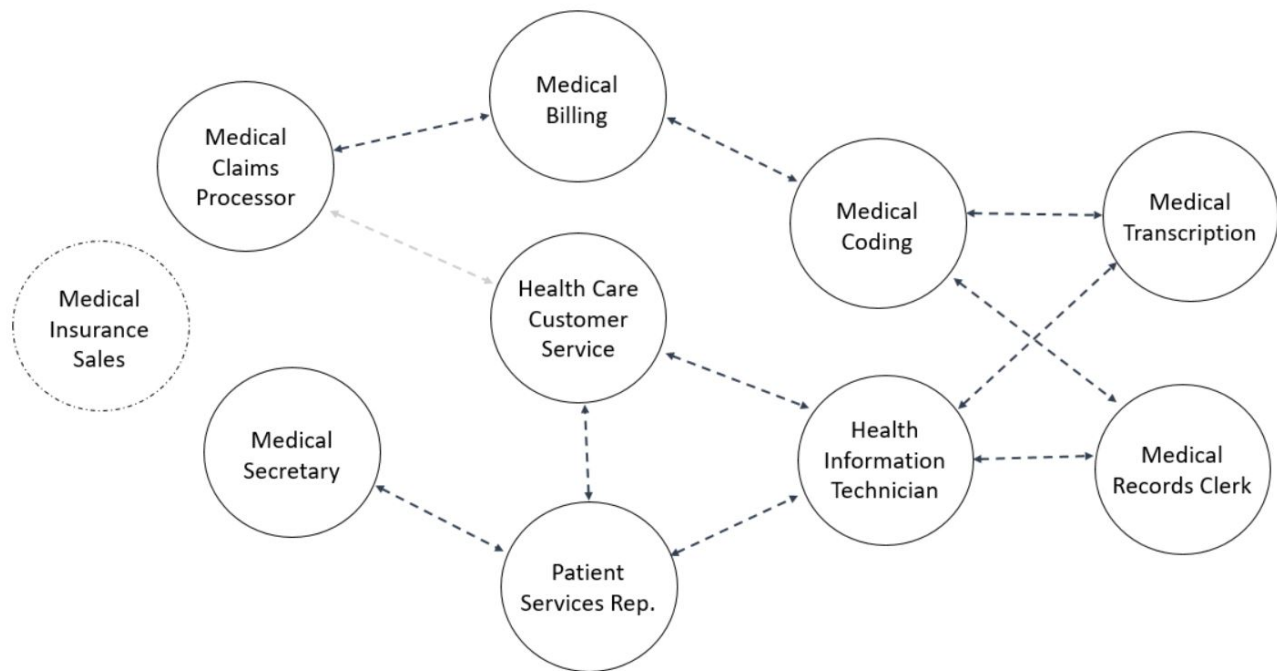 Medical
Billing
Medical
Claims
Processor
Medical
Coding
Medical
Transcription
Health Care
Customer
Service
Medical
Insurance
Sales
Medical
Secretary
Health
Information
Technician
Medical
Records Clerk
Patient
Services Rep.